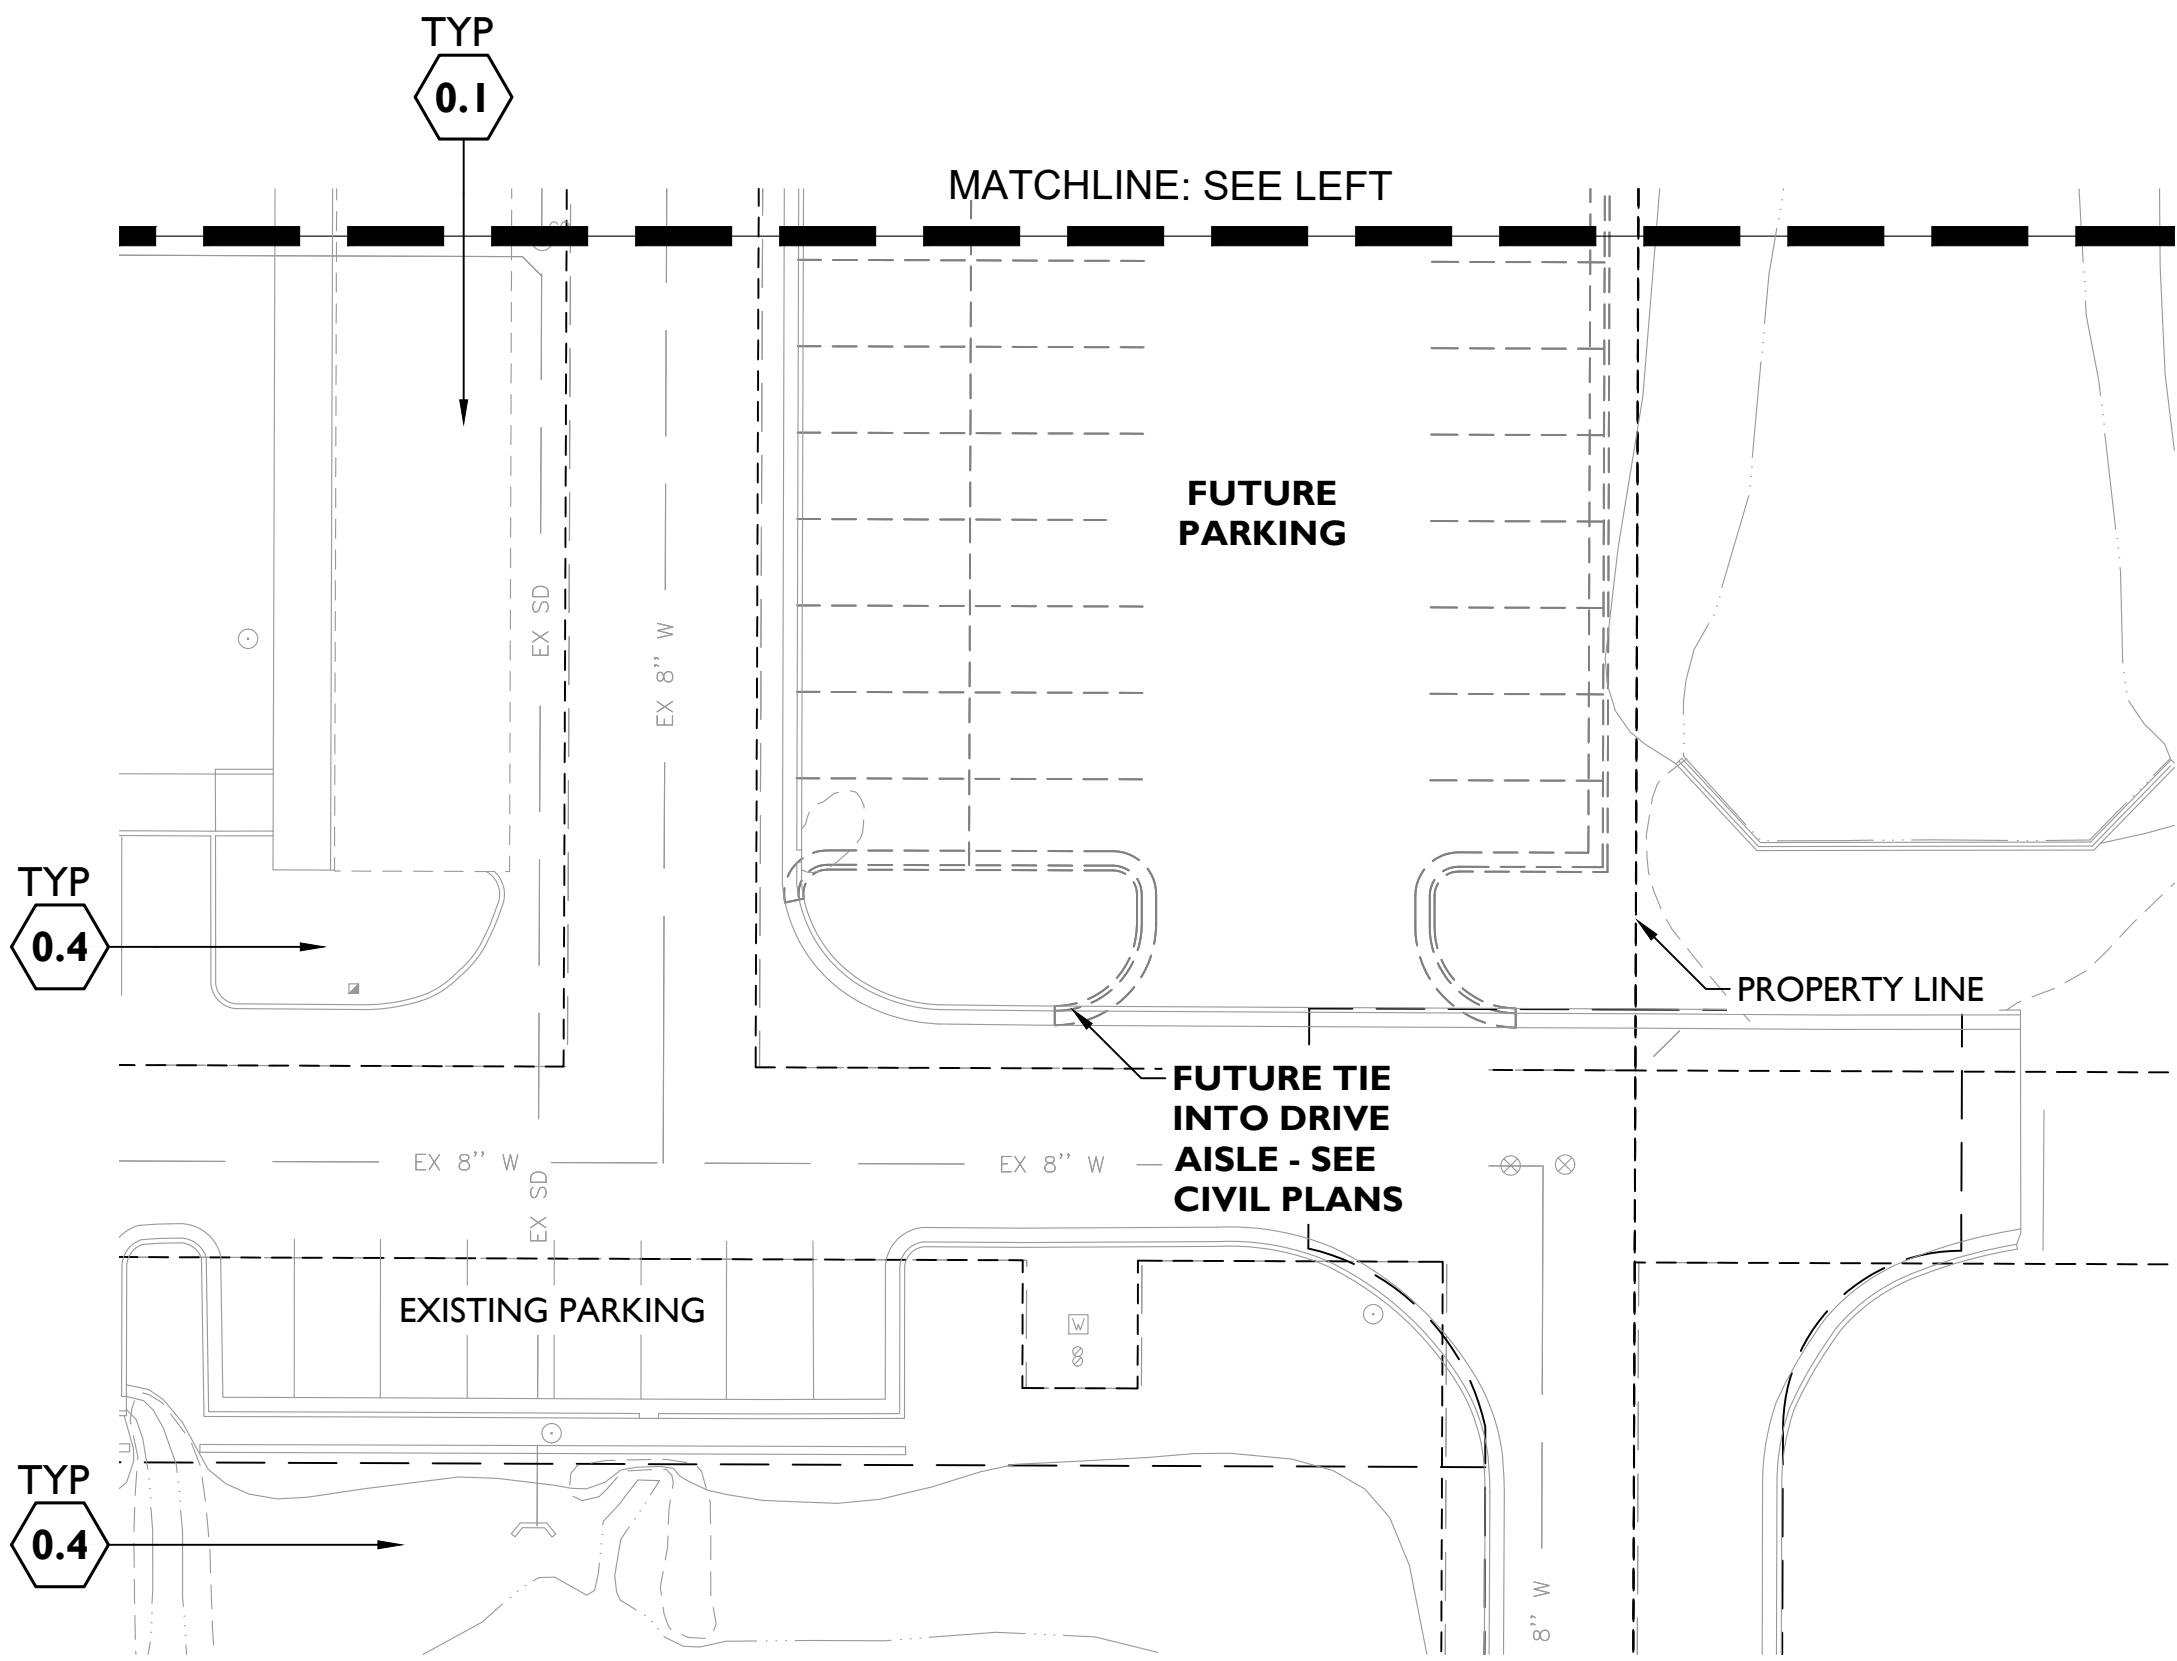 TYP
0.1
MATCHLINE: SEE LEFT
FUTURE
PARKING
EX SD
EX 8'' W
TYP
0.4
PROPERTY LINE
FUTURE TIE
INTO DRIVE
AISLE - SEE
CIVIL PLANS
EX 8'' W
EX 8'' W
EX SD
EXISTING PARKING
W
TYP
0.4
8'' W